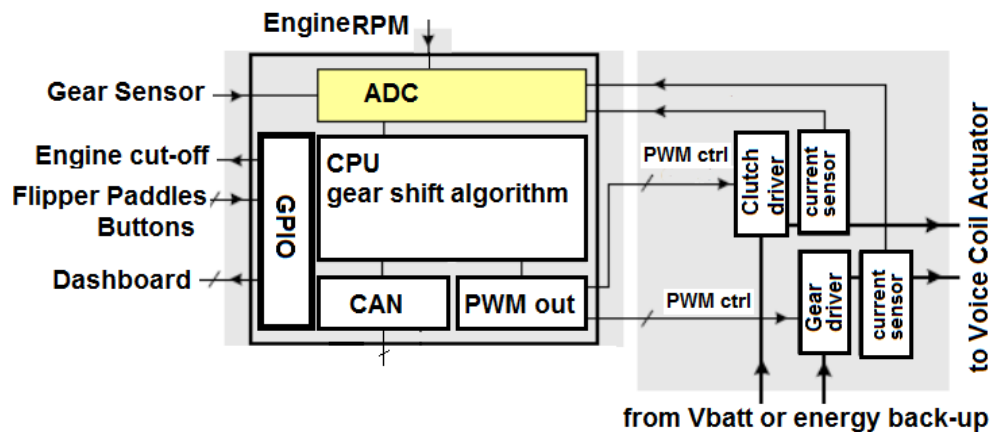 Engine RPM
Gear Sensor
ADC
Engine cut-off
Flipper Paddles
Buttons
Dashboard
GPIO
CPU
gear shift algorithm
CAN
PWM out
PWM ctrl
PWM ctrl
Clutch
driver
current
sensor
Gear
driver
current
sensor
to Voice Coil Actuator
from Vbatt or energy back-up